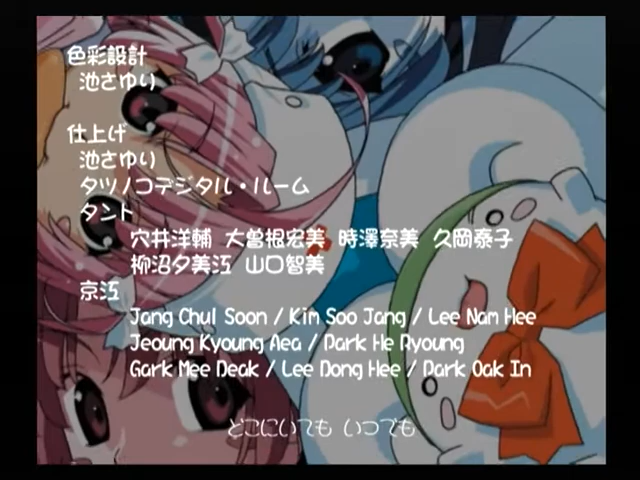 色彩設計
池さゆり
仕上げ
池さゆり
タツノコデジタル・ルーム
タント
穴井洋輔 大曽根宏美 時澤奈美 久岡泰子
柳沼夕美江 山口智美
京江
Jang Chul Soon / Kim Soo Jang / Lee Nam Hee
Jeoung Kyoung Aea / Park He Ryoung
Gark Mee Deak / Lee Dong Hee / Park Oak In
どこにいても いつでも